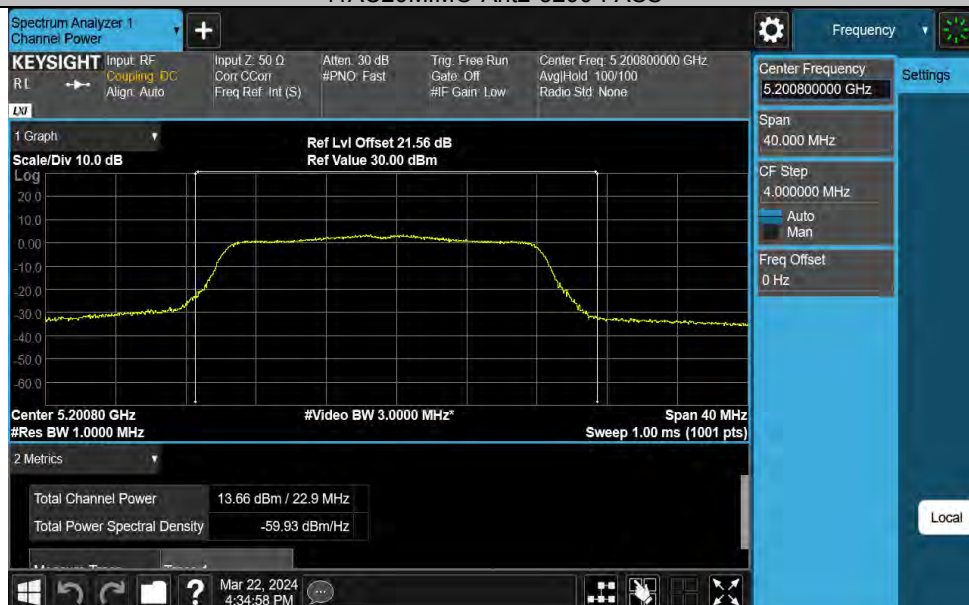 Spectrum Analyzer 1
Channel Power
+
Frequency
KEYSIGHT
RL
LXI
Input: RF
Coupling: DC
Align: Auto
Input Z: 50 Ω
Corr CCorr
Freq Ref: Int (S)
Atten: 30 dB
#PNO: Fast
Trig: Free Run
Gate: Off
#IF Gain: Low
Center Freq: 5.200800000 GHz
Avg|Hold: 100/100
Radio Std: None
Center Frequency
5.200800000 GHz
Settings
Span
40.000 MHz
CF Step
4.000000 MHz
Auto
Man
Freq Offset
0 Hz
1 Graph
Scale/Div 10.0 dB
Ref Lvl Offset 21.56 dB
Ref Value 30.00 dBm
Log
20.0
10.0
0.00
-10.0
-20.0
-30.0
-40.0
-50.0
-60.0
Center 5.20080 GHz
#Video BW 3.0000 MHz*
Span 40 MHz
#Res BW 1.0000 MHz
Sweep 1.00 ms (1001 pts)
2 Metrics
Total Channel Power 13.66 dBm / 22.9 MHz
Total Power Spectral Density -59.93 dBm/Hz
Local
?
Mar 22, 2024
4:34:58 PM